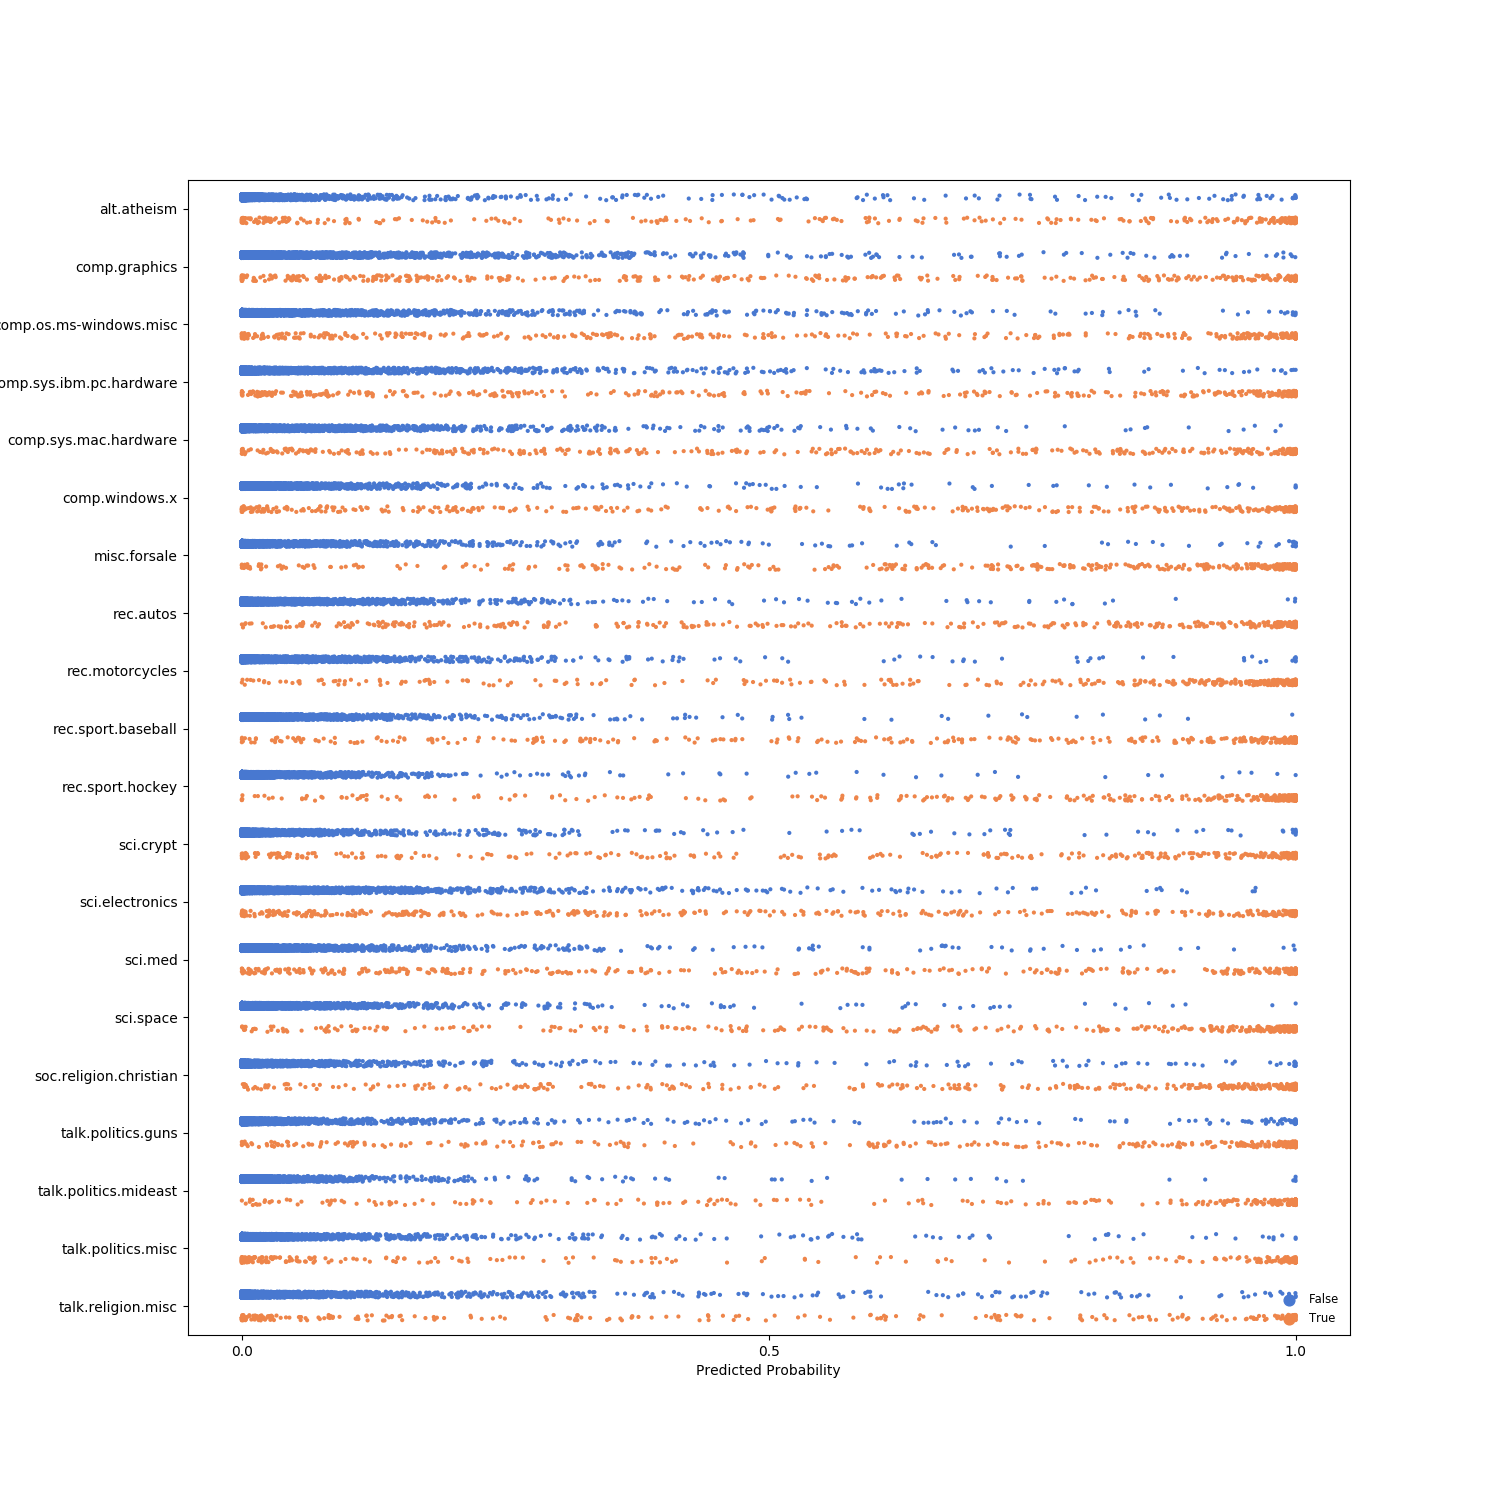 alt.atheism
comp.graphics
comp.os.ms-windows.misc
omp.sys.ibm.pc.hardware
comp.sys.mac.hardware
comp.windows.x
misc.forsale
rec.autos
rec.motorcycles
rec.sport.baseball
rec.sport.hockey
sci.crypt
sci.electronics
sci.med
sci.space
soc.religion.christian
talk.politics.guns
talk.politics.mideast
talk.politics.misc
talk.religion.misc
False
True
0.0 0.5 1.0
Predicted Probability